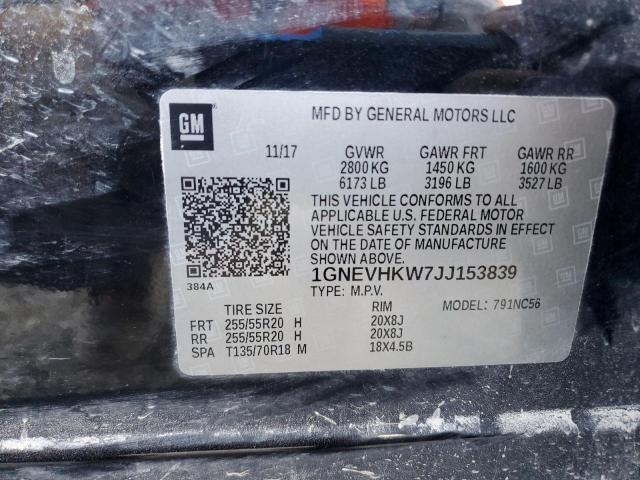 GM
MFD BY GENERAL MOTORS LLC
11/17 GVWR GAWR FRT GAWR RR
2800 KG 1450 KG 1600 KG
6173 LB 3196 LB 3527 LB
THIS VEHICLE CONFORMS TO ALL
APPLICABLE U.S. FEDERAL MOTOR
VEHICLE SAFETY STANDARDS IN EFFECT
ON THE DATE OF MANUFACTURE
SHOWN ABOVE.
384A
1GNEVHKW7JJ153839
TYPE: M.P.V. MODEL: 791NC56
TIRE SIZE RIM
FRT 255/55R20 H 20X8J
RR 255/55R20 H 20X8J
SPA T135/70R18 M 18X4.5B